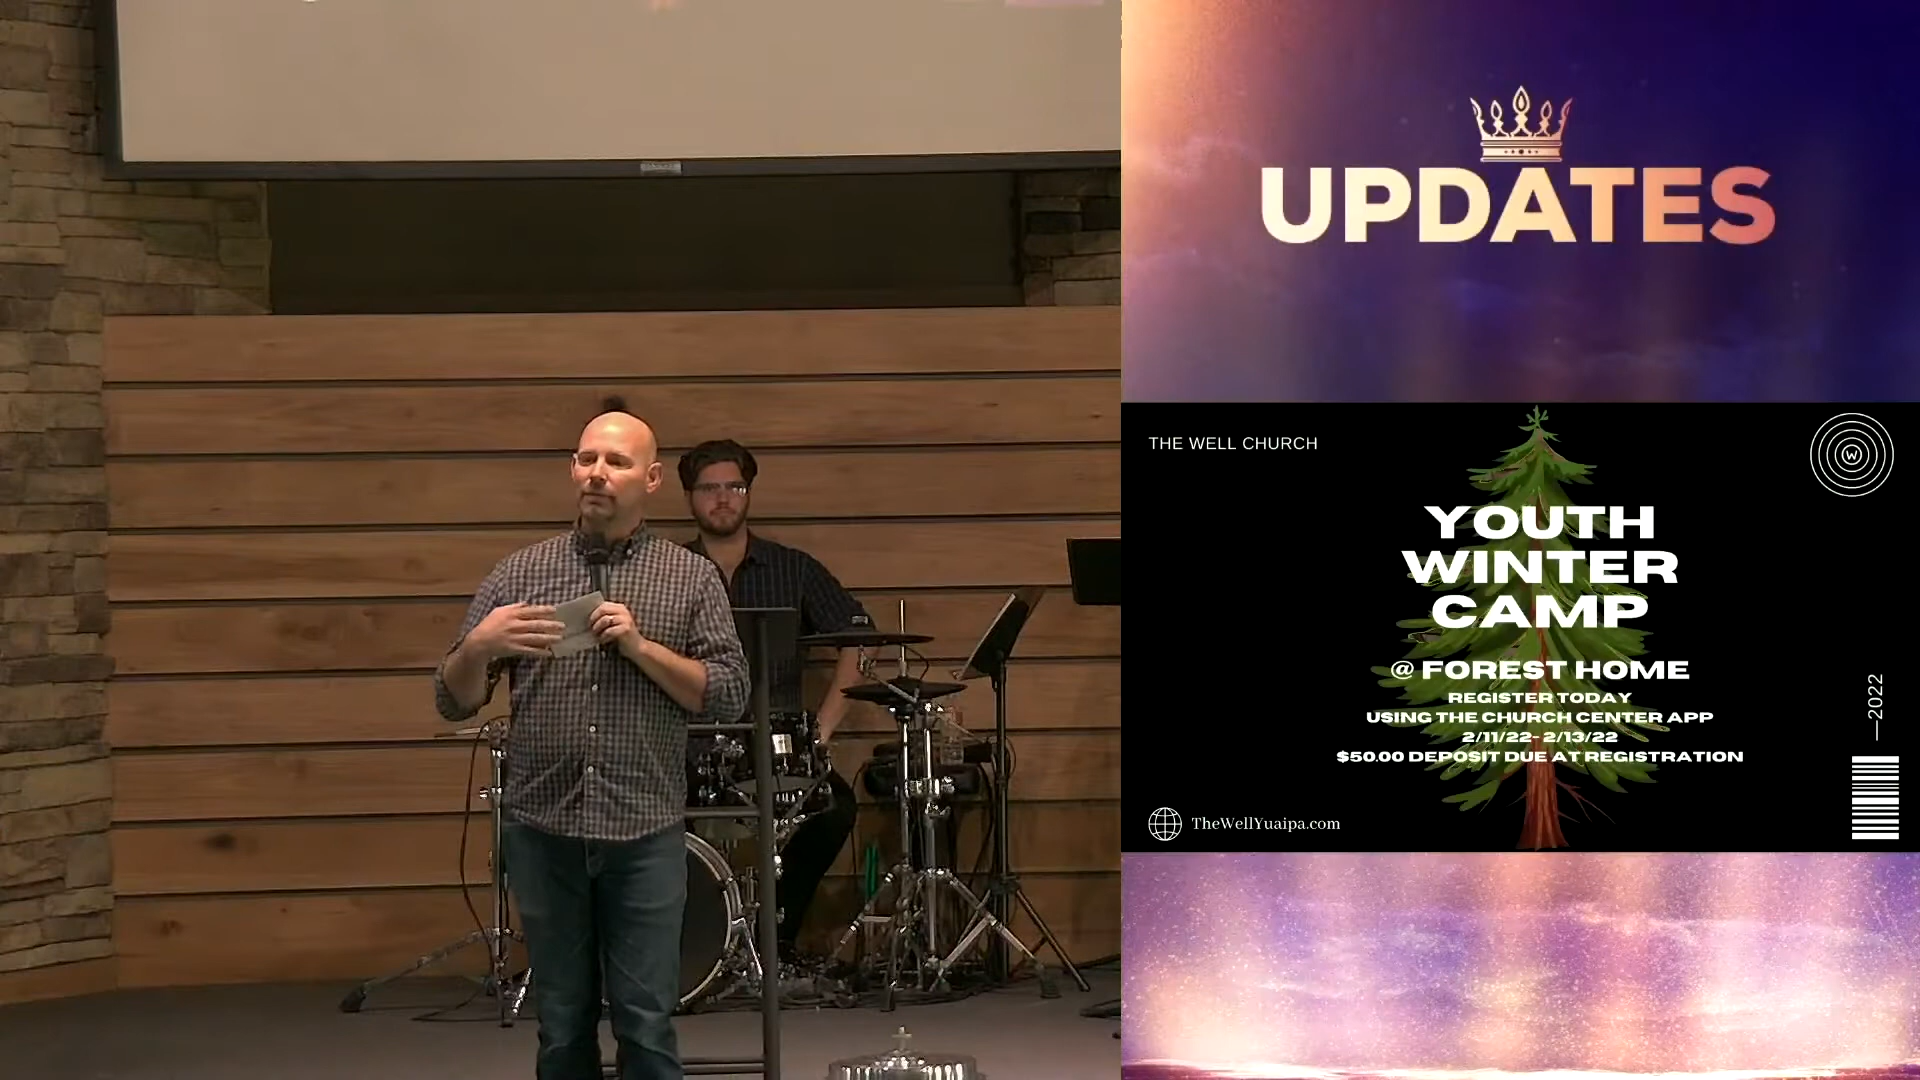 UPDATES
THE WELL CHURCH
W
YOUTH
WINTER
CAMP
@ FOREST HOME
REGISTER TODAY
USING THE CHURCH CENTER APP
2/11/22- 2/13/22
$50.00 DEPOSIT DUE AT REGISTRATION
—2022
TheWellYuaipa.com